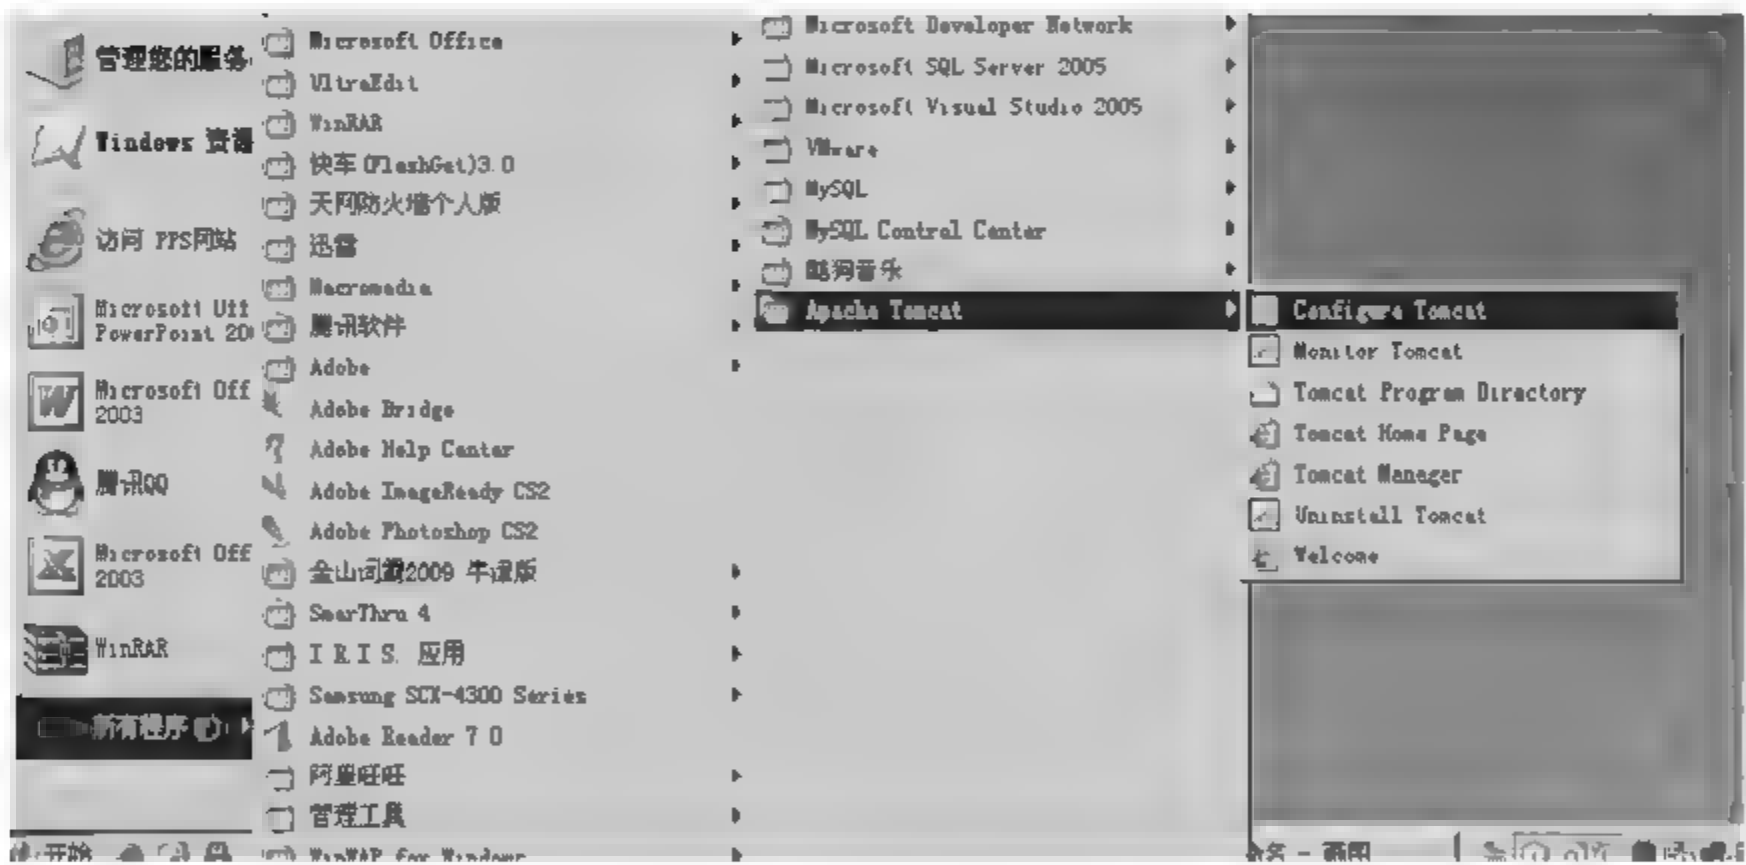 管理您的服务
Windows 资源
访问 PPS网站
Microsoft Off
PowerPoint 20
Microsoft Off
2003
腾讯QQ
Microsoft Off
2003
WinRAR
所有程序(P)
开始
Microsoft Office
UltraEdit
WinRAR
快车(FlashGet)3.0
天网防火墙个人版
迅雷
Macromedia
腾讯软件
Adobe
Adobe Bridge
Adobe Help Center
Adobe ImageReady CS2
Adobe Photoshop CS2
金山词霸2009 牛津版
SmarThru 4
I.R.I.S. 应用
Samsung SCX-4300 Series
Adobe Reader 7.0
阿里旺旺
管理工具
WinWAP for Windows
Microsoft Developer Network
Microsoft SQL Server 2005
Microsoft Visual Studio 2005
VMware
MySQL
MySQL Control Center
酷狗音乐
Apache Tomcat
Configure Tomcat
Monitor Tomcat
Tomcat Program Directory
Tomcat Home Page
Tomcat Manager
Uninstall Tomcat
Welcome
命名 - 画图